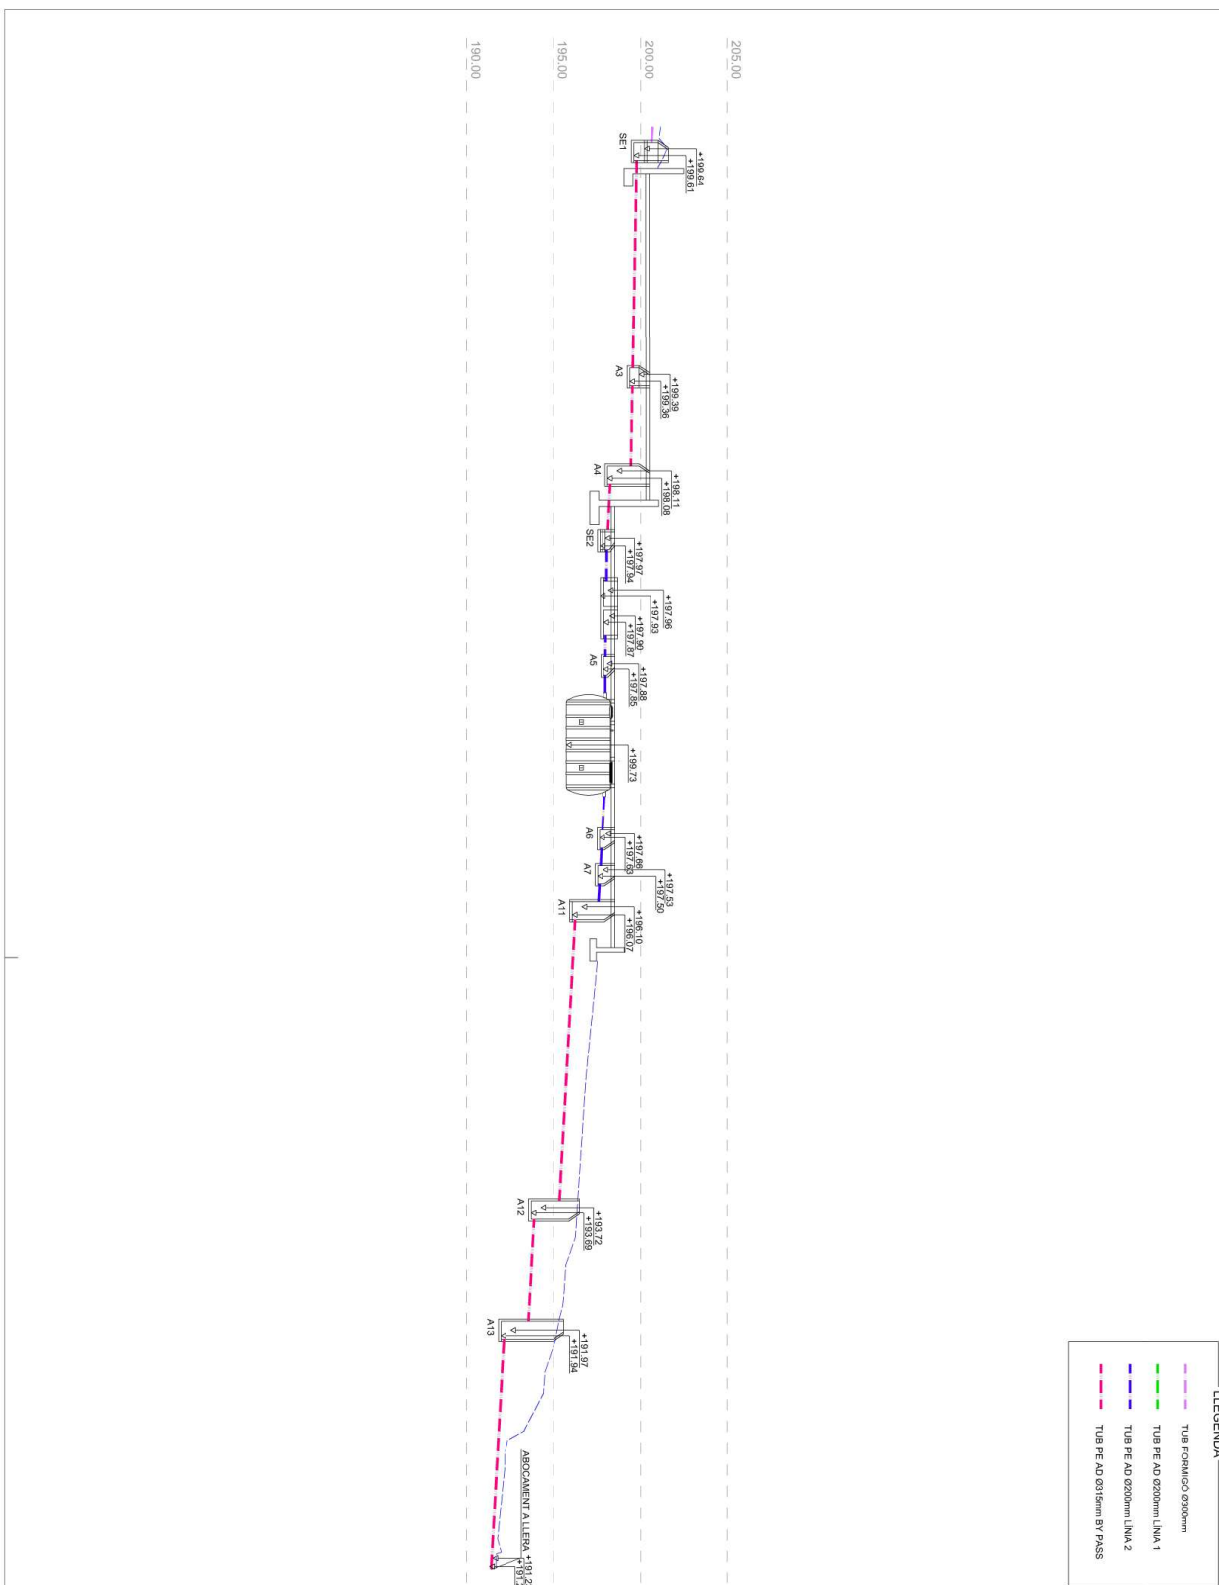 205.00
200.00
195.00
190.00
SE1
+199.64
+199.61
A3
+199.39
+199.36
A4
+198.11
+198.08
SE2
+197.97
+197.94
+197.96
+197.93
+197.90
+197.87
A5
+197.88
+197.85
+199.73
A6
+197.66
+197.63
A7
+197.53
+197.50
A11
+196.10
+196.07
A12
+193.72
+193.69
A13
+191.97
+191.94
ABOCAMENT A LLERA
LLEGENDA
TUB FORMIGÓ Ø300mm
TUB PE AD Ø200mm LÍNIA 1
TUB PE AD Ø200mm LÍNIA 2
TUB PE AD Ø315mm BY PASS